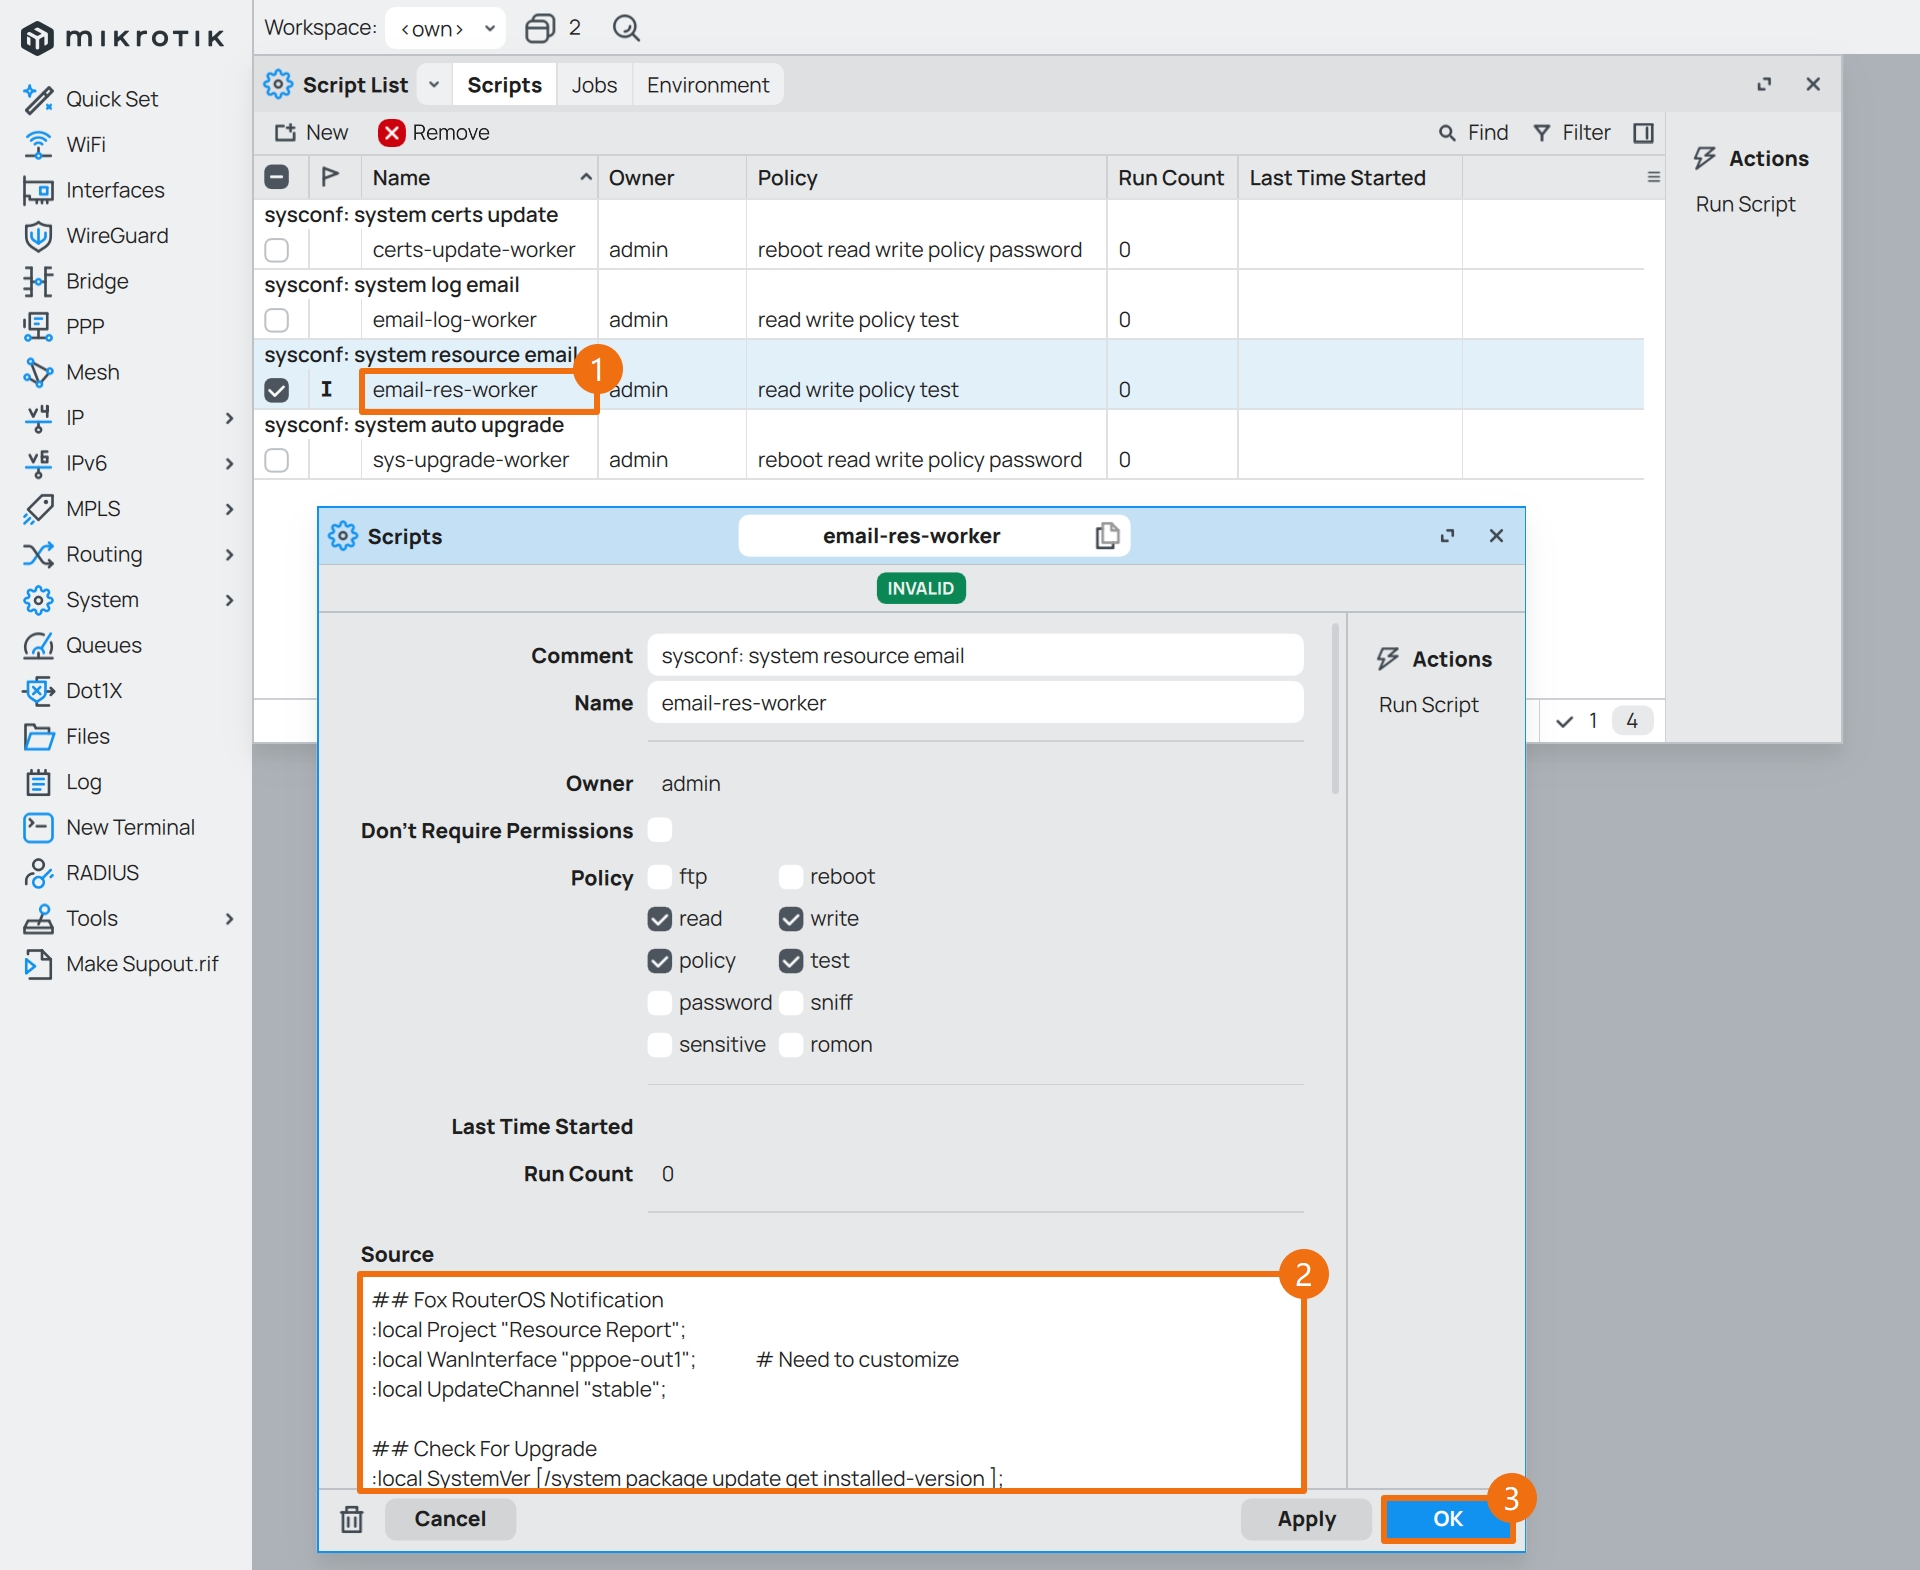 mikrotik
Workspace: <own> 2
Quick Set
WiFi
Interfaces
WireGuard
Bridge
PPP
Mesh
IP
IPv6
MPLS
Routing
System
Queues
Dot1X
Files
Log
New Terminal
RADIUS
Tools
Make Supout.rif
Script List Scripts Jobs Environment
New Remove Find Filter
Name Owner Policy Run Count Last Time Started
sysconf: system certs update
certs-update-worker admin reboot read write policy password 0
sysconf: system log email
email-log-worker admin read write policy test 0
sysconf: system resource email
I email-res-worker admin read write policy test 0
1
sysconf: system auto upgrade
sys-upgrade-worker admin reboot read write policy password 0
Actions
Run Script
1 4
Scripts email-res-worker
INVALID
Comment sysconf: system resource email
Name email-res-worker
Owner admin
Don't Require Permissions
Policy ftp reboot
read write
policy test
password sniff
sensitive romon
Last Time Started
Run Count 0
Actions
Run Script
Source
2
## Fox RouterOS Notification
:local Project "Resource Report";
:local WanInterface "pppoe-out1"; # Need to customize
:local UpdateChannel "stable";
## Check For Upgrade
:local SystemVer [/system package update get installed-version ];
Cancel Apply OK
3